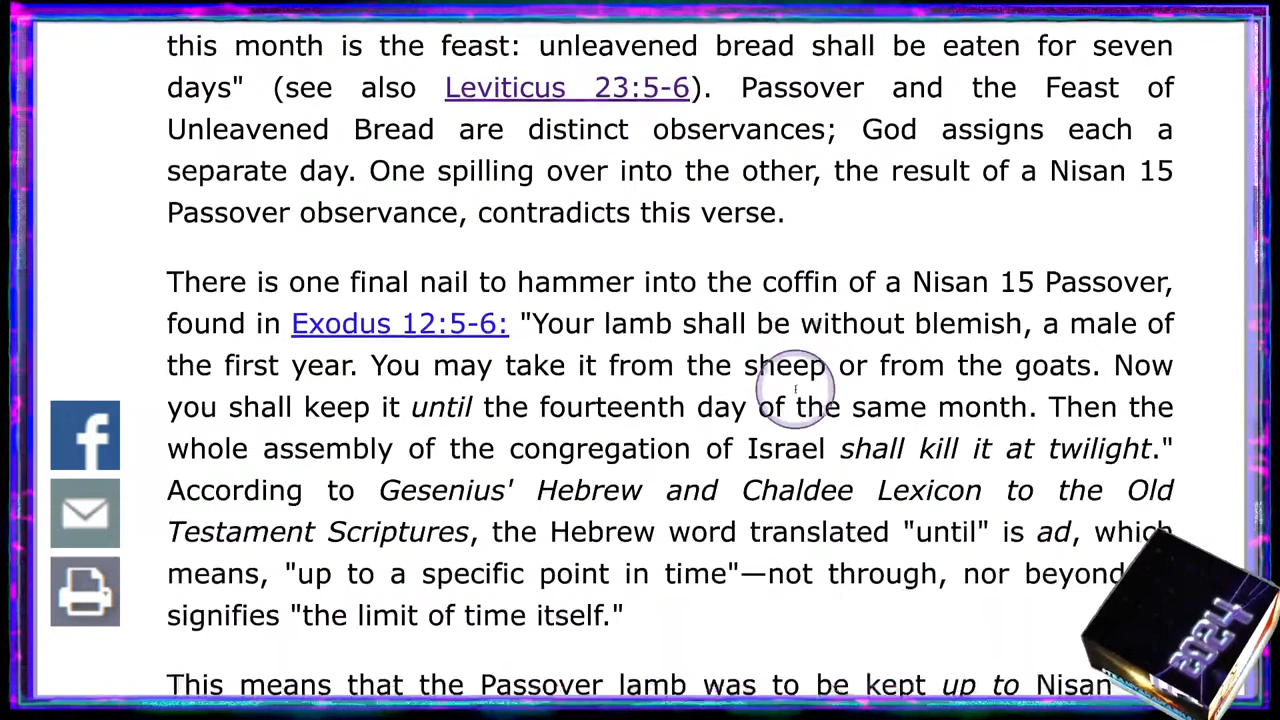 this month is the feast: unleavened bread shall be eaten for seven
days" (see also Leviticus 23:5-6). Passover and the Feast of
Unleavened Bread are distinct observances; God assigns each a
separate day. One spilling over into the other, the result of a Nisan 15
Passover observance, contradicts this verse.
There is one final nail to hammer into the coffin of a Nisan 15 Passover,
found in Exodus 12:5-6: "Your lamb shall be without blemish, a male of
the first year. You may take it from the sheep or from the goats. Now
you shall keep it until the fourteenth day of the same month. Then the
whole assembly of the congregation of Israel shall kill it at twilight."
According to Gesenius' Hebrew and Chaldee Lexicon to the Old
Testament Scriptures, the Hebrew word translated "until" is ad, which
means, "up to a specific point in time"—not through, nor beyond
signifies "the limit of time itself."
This means that the Passover lamb was to be kept up to Nisan
2024